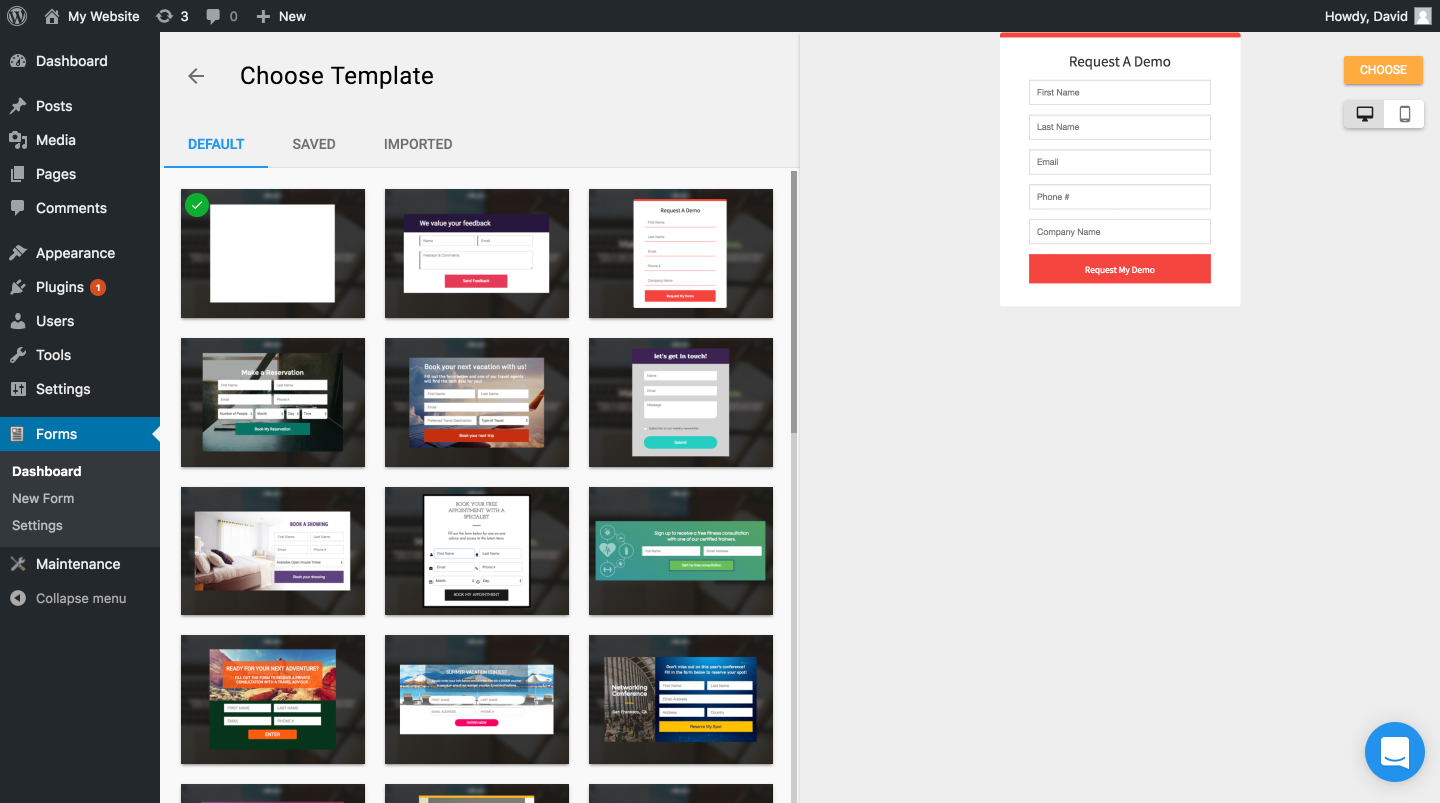 My Website
3
0
New
Howdy, David
Dashboard
Posts
Media
Pages
Comments
Appearance
Plugins 1
Users
Tools
Settings
Forms
Dashboard
New Form
Settings
Maintenance
Collapse menu
Choose Template
DEFAULT
SAVED
IMPORTED
We value your feedback
Name
Email
Feedback & Comments
Send Feedback
Request A Demo
First Name
Last Name
Email
Phone #
Company Name
Request My Demo
Make a Reservation
First Name
Last Name
Email
Phone #
Number of People
Month
Day
Time
Book My Reservation
Book your next vacation with us!
Fill out the form below and one of our travel agents
will find the best deal for you!
First Name
Last Name
Email
Preferred Travel Destination
Type of Travel
Book your next trip
let's get in touch!
Name
Email
Message
Subscribe to our weekly newsletter
Submit
BOOK A SHOWING
First Name
Last Name
Email
Phone #
Available Open House Times
Book your showing
BOOK YOUR FREE
APPOINTMENT WITH A
SPECIALIST
Fill out the form below for one on one
advice and access to the latest items.
First Name
Last Name
Email
Phone #
Month
Day
BOOK MY APPOINTMENT
Sign up to receive a free fitness consultation
with one of our certified trainers.
Full Name
Email Address
Get my free consultation
READY FOR YOUR NEXT ADVENTURE?
FILL OUT THE FORM TO RECEIVE A PRIVATE
CONSULTATION WITH A TRAVEL ADVISOR
FIRST NAME
LAST NAME
EMAIL
PHONE #
ENTER
SUMMER VACATION CONTEST
FIRST NAME
LAST NAME
EMAIL ADDRESS
PHONE #
ENTER NOW
Networking
Conference
San Francisco, CA
Don't miss out on this year's conference!
Fill in the form below to reserve your spot!
First Name
Last Name
Email Address
Address
Country
Reserve My Spot
Request A Demo
First Name
Last Name
Email
Phone #
Company Name
Request My Demo
CHOOSE